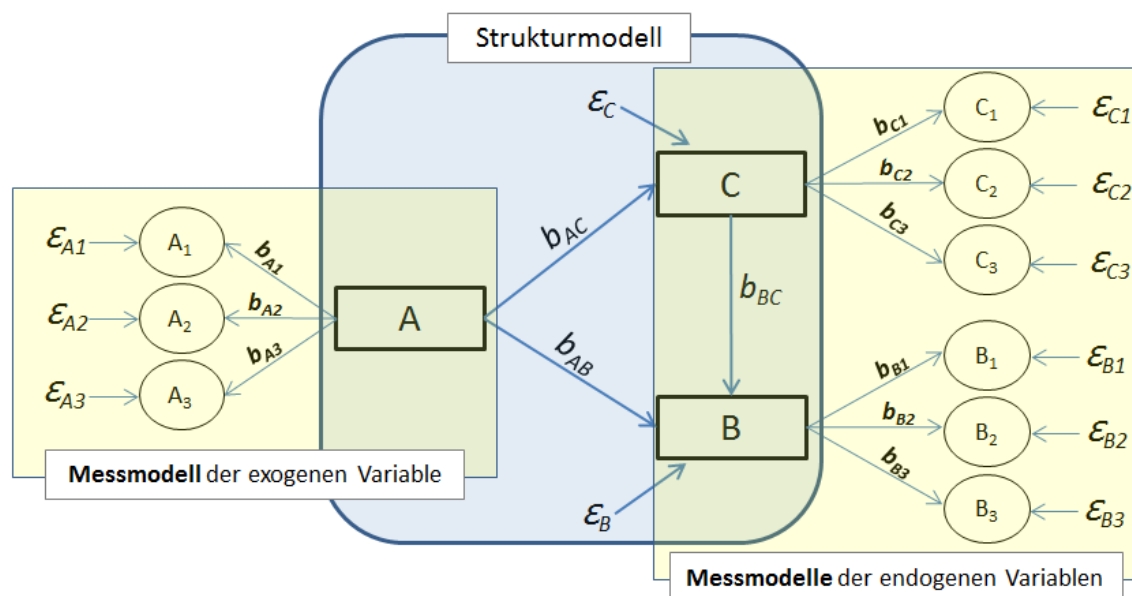 Strukturmodell
εC
C
bAC
bBC
A
bAB
B
εB
εA1
A1
bA1
εA2
A2
bA2
εA3
A3
bA3
Messmodell der exogenen Variable
bC1
C1
εC1
bC2
C2
εC2
bC3
C3
εC3
bB1
B1
εB1
bB2
B2
εB2
bB3
B3
εB3
Messmodelle der endogenen Variablen